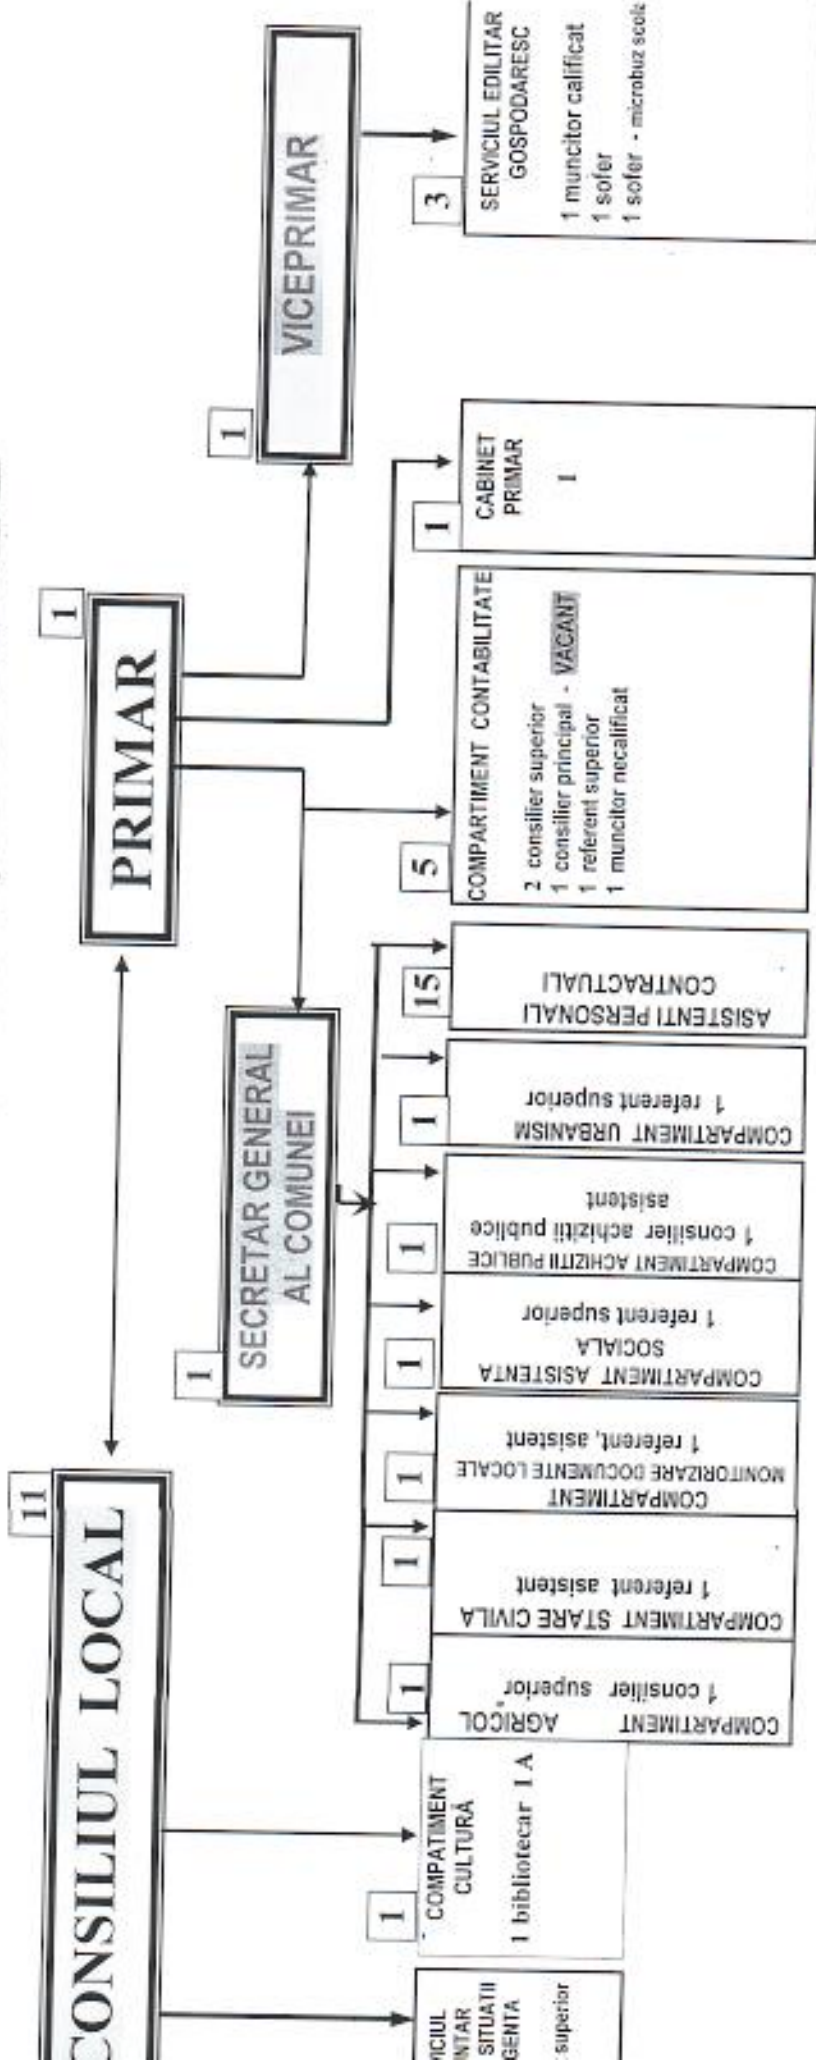 11
CONSILIUL LOCAL
1
PRIMAR
1
VICEPRIMAR
1
SECRETAR GENERAL
AL COMUNEI
SITUATII
superior
1
COMPATIMENT
CULTURĂ
1 bibliotecar 1 A
1
COMPARTIMENT AGRICOL
1 consilier superior
1
COMPARTIMENT STARE CIVILA
1 referent asistent
1
COMPARTIMENT
MONITORIZARE DOCUMENTE LOCALE
1 referent, asistent
1
COMPARTIMENT ASISTENTA
SOCIALA
1 referent superior
1
COMPARTIMENT ACHIZITII PUBLICE
1 consilier achizitii publice
asistent
1
COMPARTIMENT URBANISM
1 referent superior
15
ASISTENTI PERSONALI
CONTRACTUALI
5
COMPARTIMENT CONTABILITATE
2 consilier superior
1 consilier principal - VACANT
1 referent superior
1 muncitor necalificat
1
CABINET
PRIMAR
1
3
SERVICIUL EDILITAR
GOSPODARESC
1 muncitor calificat
1 sofer
1 sofer - microbuz scola